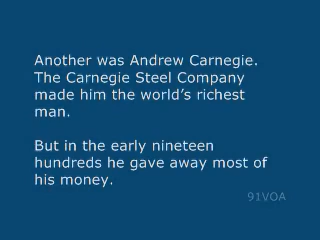 Another was Andrew Carnegie.
The Carnegie Steel Company
made him the world's richest
man.
But in the early nineteen
hundreds he gave away most of
his money.
91VOA